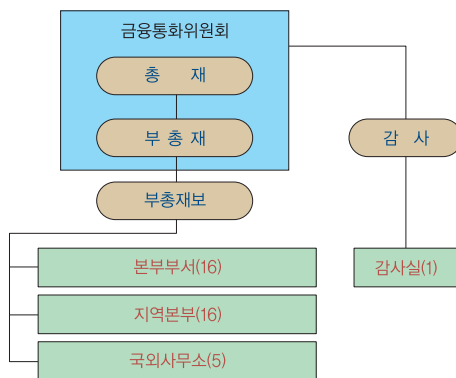 금융통화위원회
총 재
부 총 재
감 사
부총재보
본부부서(16)
감사실(1)
지역본부(16)
국외사무소(5)